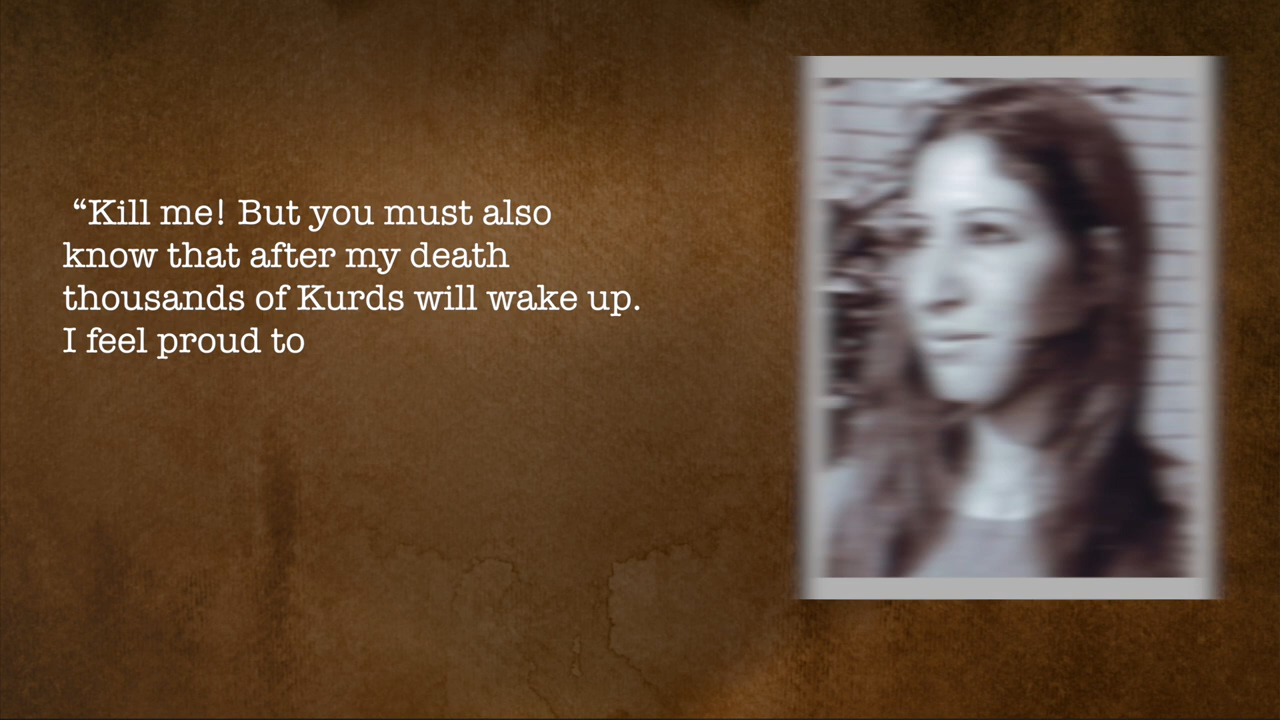 “Kill me! But you must also
know that after my death
thousands of Kurds will wake up.
I feel proud to